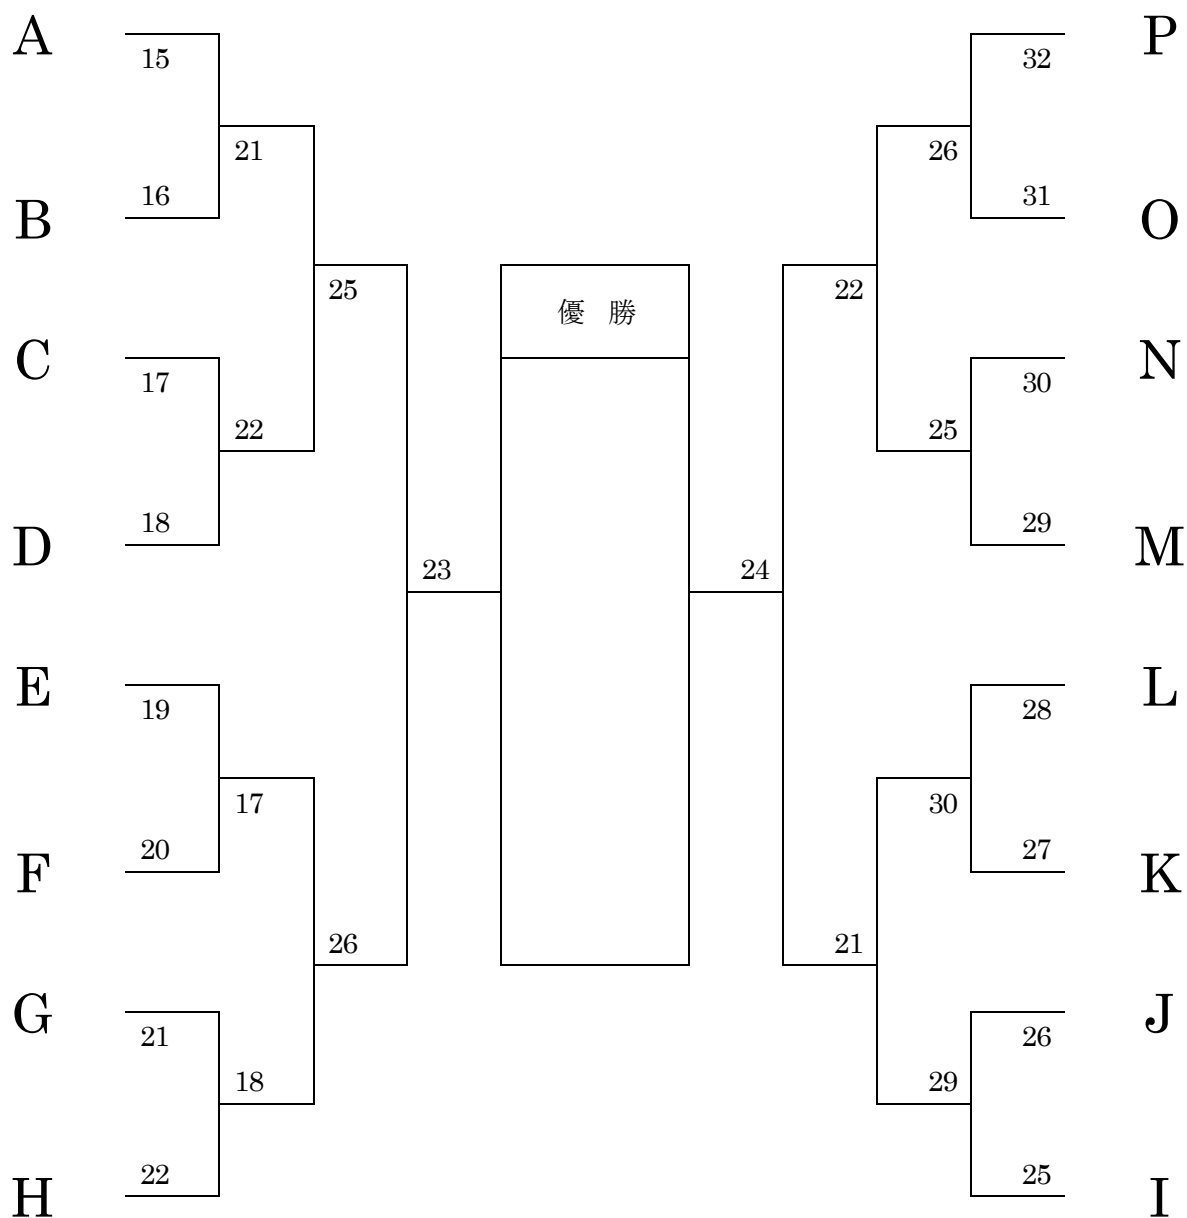 A 15 32 P
21 26
B 16 31 O
25 優 勝 22
C 17 30 N
22 25
D 18 29 M
23 24
E 19 28 L
17 30
F 20 27 K
26 21
G 21 26 J
18 29
H 22 25 I